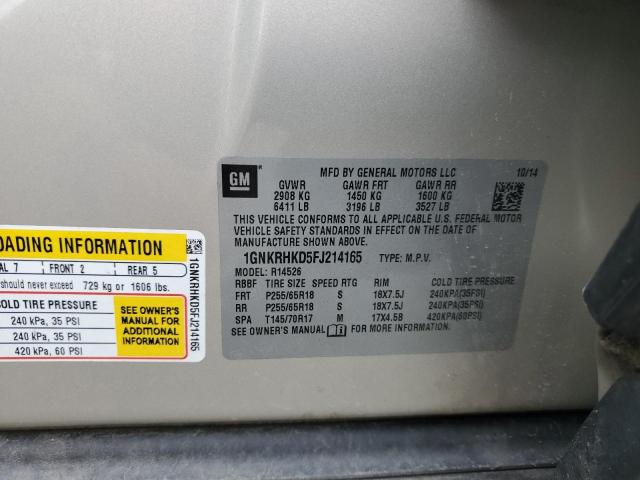 OADING INFORMATION
AL 7 FRONT 2 REAR 5
should never exceed 729 kg or 1606 lbs.
COLD TIRE PRESSURE
240 kPa, 35 PSI
240 kPa, 35 PSI
420 kPa, 60 PSI
SEE OWNER'S
MANUAL FOR
ADDITIONAL
INFORMATION
1GNKRHKD5FJ214165
GM
MFD BY GENERAL MOTORS LLC 10/14
GVWR GAWR FRT GAWR RR
2908 KG 1450 KG 1600 KG
6411 LB 3196 LB 3527 LB
THIS VEHICLE CONFORMS TO ALL APPLICABLE U.S. FEDERAL MOTOR
VEHICLE SAFETY STANDARDS IN EFFECT ON THE DATE OF
MANUFACTURE SHOWN ABOVE.
1GNKRHKD5FJ214165 TYPE: M.P.V.
MODEL: R14526
RBBF TIRE SIZE SPEED RTG RIM COLD TIRE PRESSURE
FRT P255/65R18 S 18X7.5J 240KPA(35PSI)
RR P255/65R18 S 18X7.5J 240KPA(35PSI)
SPA T145/70R17 M 17X4.5B 420KPA(60PSI)
SEE OWNER'S MANUAL FOR MORE INFORMATION